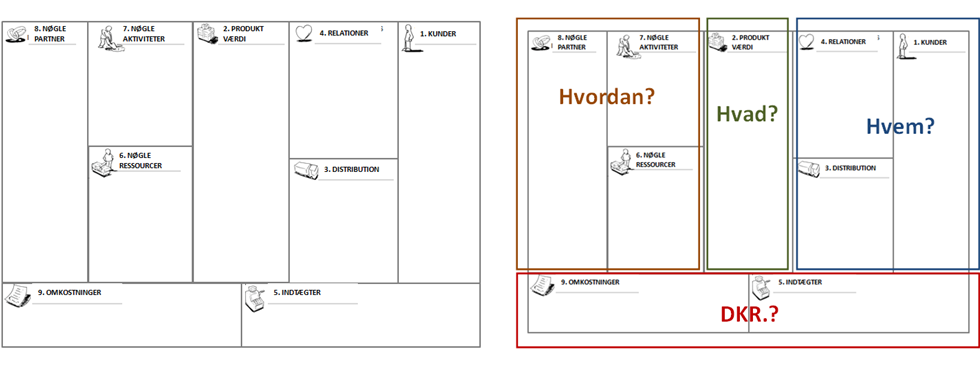 8. NØGLE
PARTNER
7. NØGLE
AKTIVITETER
2. PRODUKT
VÆRDI
4. RELATIONER
1. KUNDER
6. NØGLE
RESSOURCER
3. DISTRIBUTION
9. OMKOSTNINGER
5. INDTÆGTER
8. NØGLE
PARTNER
7. NØGLE
AKTIVITETER
2. PRODUKT
VÆRDI
4. RELATIONER
1. KUNDER
Hvordan?
Hvad?
Hvem?
6. NØGLE
RESSOURCER
3. DISTRIBUTION
9. OMKOSTNINGER
5. INDTÆGTER
DKR.?